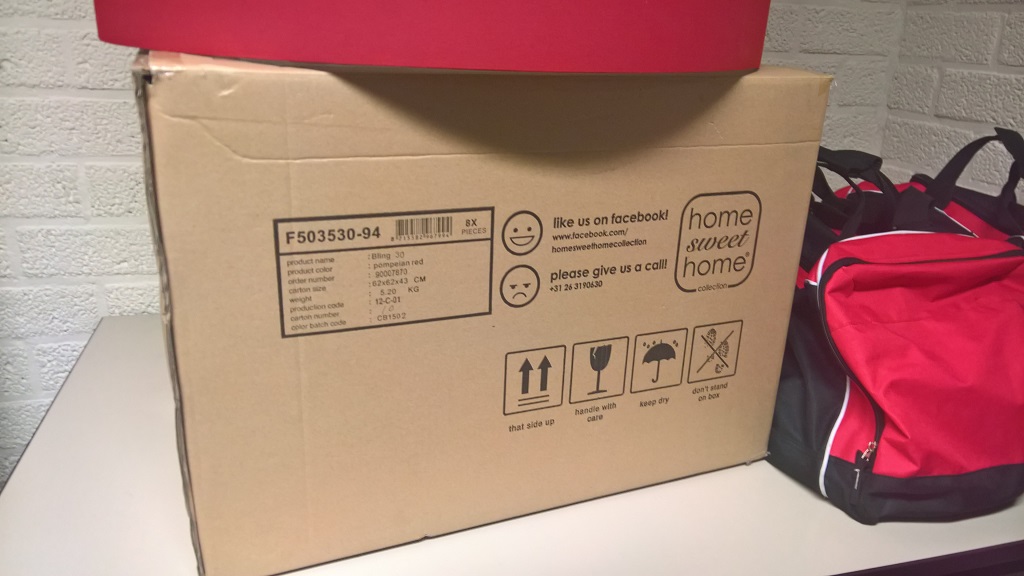 F503530-94
8X
PIECES
product name : Bling 30
product color : pompeian red
order number : 90007873
carton size : 62x62x43 CM
weight : 5.20 KG
production code : 12-C-01
carton number
color batch code : CB1502
like us on facebook!
www.facebook.com/
homesweethomecollection
please give us a call!
+31 26 3190630
home
sweet
home®
collection
that side up
handle with
care
keep dry
don't stand
on box